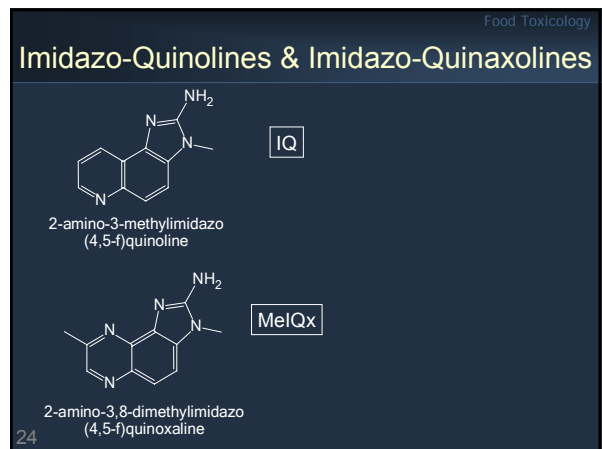 Food Toxicology
Imidazo-Quinolines & Imidazo-Quinaxolines
NH2
N
N
N
IQ
2-amino-3-methylimidazo
(4,5-f)quinoline
NH2
N
N
N
N
MeIQx
2-amino-3,8-dimethylimidazo
(4,5-f)quinoxaline
24